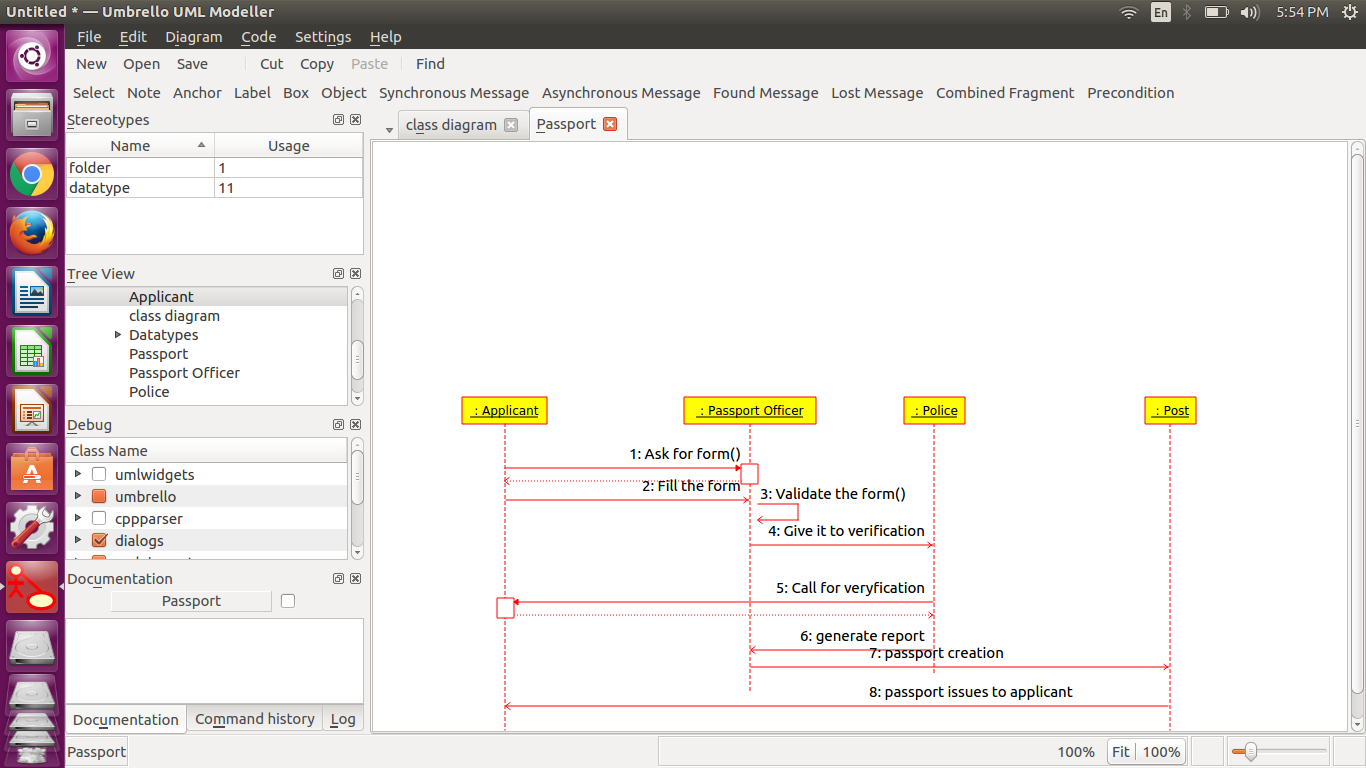 Untitled * — Umbrello UML Modeller
En
5:54 PM
File Edit Diagram Code Settings Help
New Open Save Cut Copy Paste Find
Select Note Anchor Label Box Object Synchronous Message Asynchronous Message Found Message Lost Message Combined Fragment Precondition
Stereotypes
Name Usage
folder 1
datatype 11
Tree View
Applicant
class diagram
Datatypes
Passport
Passport Officer
Police
Debug
Class Name
umlwidgets
umbrello
cppparser
dialogs
Documentation
Passport
Documentation Command history Log
Passport
class diagram Passport
: Applicant : Passport Officer : Police : Post
1: Ask for form()
2: Fill the form
3: Validate the form()
4: Give it to verification
5: Call for veryfication
6: generate report
7: passport creation
8: passport issues to applicant
100% Fit 100%